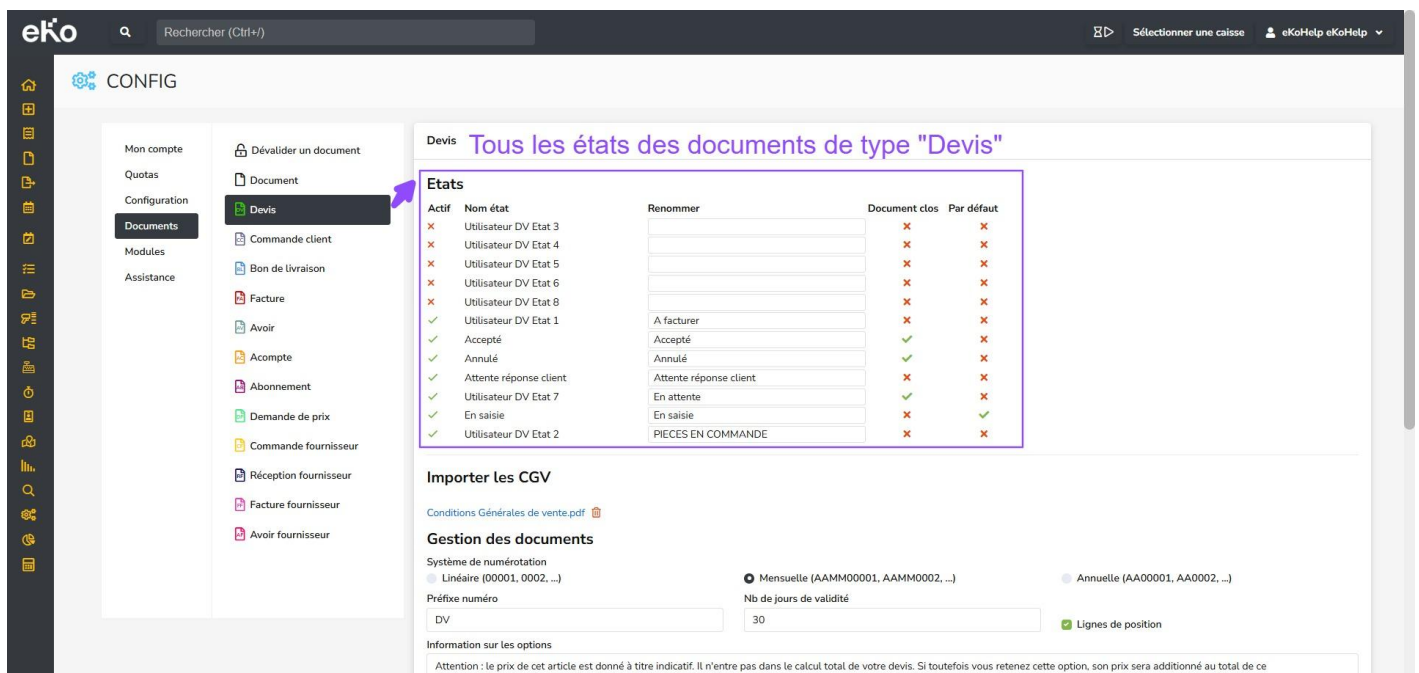 eko
Rechercher (Ctrl+/)
Sélectionner une caisse
eKoHelp eKoHelp
CONFIG
Mon compte
Quotas
Configuration
Documents
Modules
Assistance
Dévalider un document
Document
Devis
Commande client
Bon de livraison
Facture
Avoir
Acompte
Abonnement
Demande de prix
Commande fournisseur
Réception fournisseur
Facture fournisseur
Avoir fournisseur
Devis Tous les états des documents de type "Devis"
Etats
Actif Nom état Renommer Document clos Par défaut
Utilisateur DV Etat 3
Utilisateur DV Etat 4
Utilisateur DV Etat 5
Utilisateur DV Etat 6
Utilisateur DV Etat 8
Utilisateur DV Etat 1 A facturer
Accepté Accepté
Annulé Annulé
Attente réponse client Attente réponse client
Utilisateur DV Etat 7 En attente
En saisie En saisie
Utilisateur DV Etat 2 PIECES EN COMMANDE
Importer les CGV
Conditions Générales de vente.pdf
Gestion des documents
Système de numérotation
Linéaire (00001, 0002, ...) Mensuelle (AAMM00001, AAMM0002, ...) Annuelle (AA00001, AA0002, ...)
Préfixe numéro Nb de jours de validité
DV 30 Lignes de position
Information sur les options
Attention : le prix de cet article est donné à titre indicatif. Il n'entre pas dans le calcul total de votre devis. Si toutefois vous retenez cette option, son prix sera additionné au total de ce